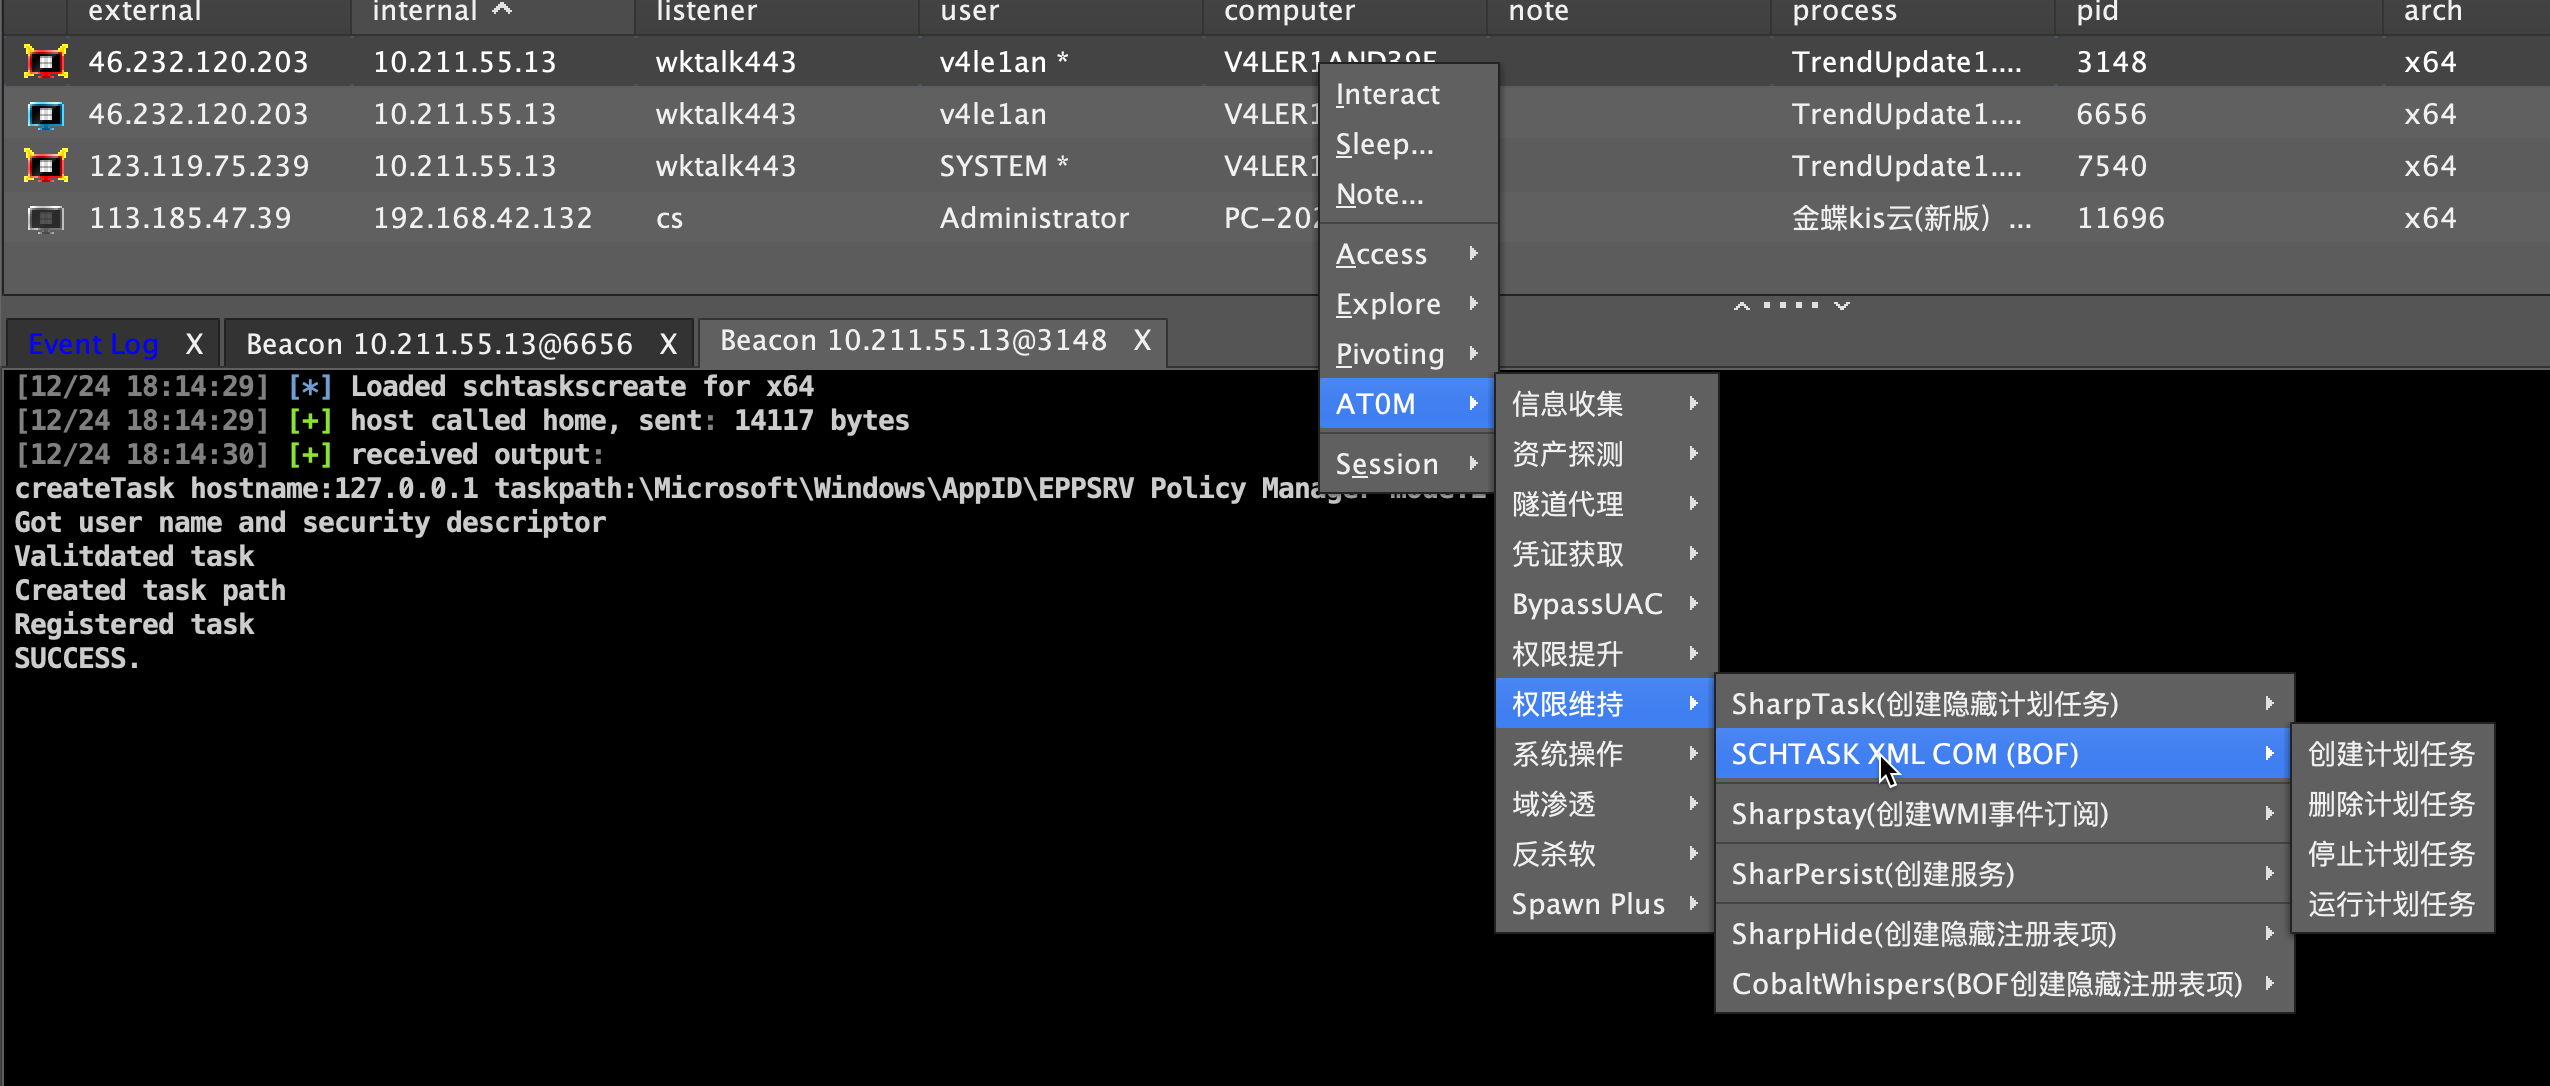 external internal listener user computer note process pid arch
46.232.120.203 10.211.55.13 wktalk443 v4le1an * V4LER1AND39F TrendUpdate1.... 3148 x64
46.232.120.203 10.211.55.13 wktalk443 v4le1an V4LER1 TrendUpdate1.... 6656 x64
123.119.75.239 10.211.55.13 wktalk443 SYSTEM * V4LER1 TrendUpdate1.... 7540 x64
113.185.47.39 192.168.42.132 cs Administrator PC-202 金蝶kis云(新版) ... 11696 x64
Event Log X Beacon 10.211.55.13@6656 X Beacon 10.211.55.13@3148 X
[12/24 18:14:29] [*] Loaded schtaskscreate for x64
[12/24 18:14:29] [+] host called home, sent: 14117 bytes
[12/24 18:14:30] [+] received output:
createTask hostname:127.0.0.1 taskpath:\Microsoft\Windows\AppID\EPPSRV Policy Manager
Got user name and security descriptor
Valitdated task
Created task path
Registered task
SUCCESS.
Interact
Sleep...
Note...
Access
Explore
Pivoting
AT0M
Session
信息收集
资产探测
隧道代理
凭证获取
BypassUAC
权限提升
权限维持
系统操作
域渗透
反杀软
Spawn Plus
SharpTask(创建隐藏计划任务)
SCHTASK XML COM (BOF)
Sharpstay(创建WMI事件订阅)
SharPersist(创建服务)
SharpHide(创建隐藏注册表项)
CobaltWhispers(BOF创建隐藏注册表项)
创建计划任务
删除计划任务
停止计划任务
运行计划任务